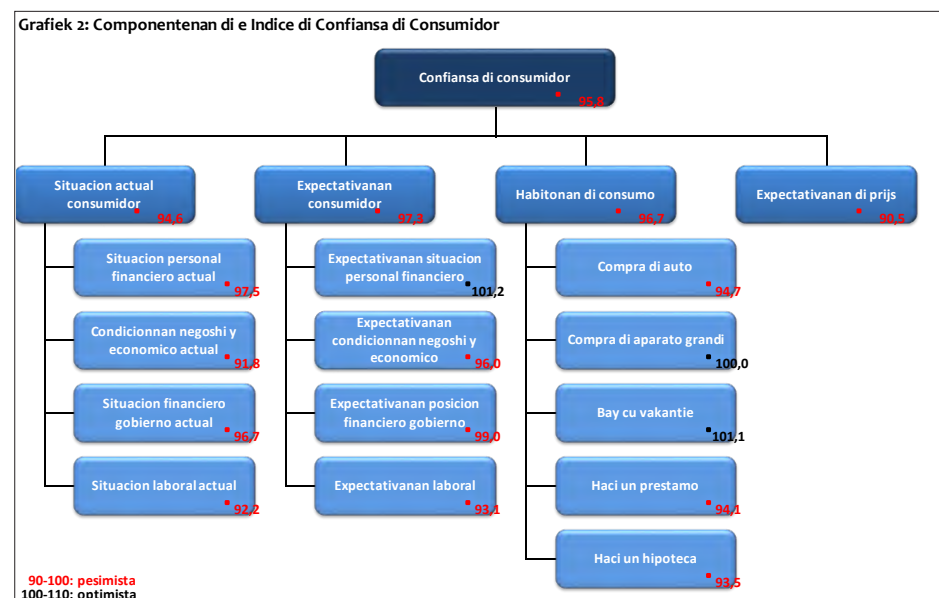 Grafiek 2: Componentenan di e Indice di Confiansa di Consumidor
Confiansa di consumidor
95,8
Situacion actual
consumidor
94,6
Expectativanan
consumidor
97,3
Habitonan di consumo
96,7
Expectativanan di prijs
90,5
Situacion personal
financiero actual
97,5
Expectativanan situacion
personal financiero
101,2
Compra di auto
94,7
Condicionnan negoshi y
economico actual
91,8
Expectativanan
condicionnan negoshi y
economico
96,0
Compra di aparato grandi
100,0
Situacion financiero
gobierno actual
96,7
Expectativanan posicion
financiero gobierno
99,0
Bay cu vakantie
101,1
Situacion laboral actual
92,2
Expectativanan laboral
93,1
Haci un prestamo
94,1
Haci un hipoteca
93,5
90-100: pesimista
100-110: optimista